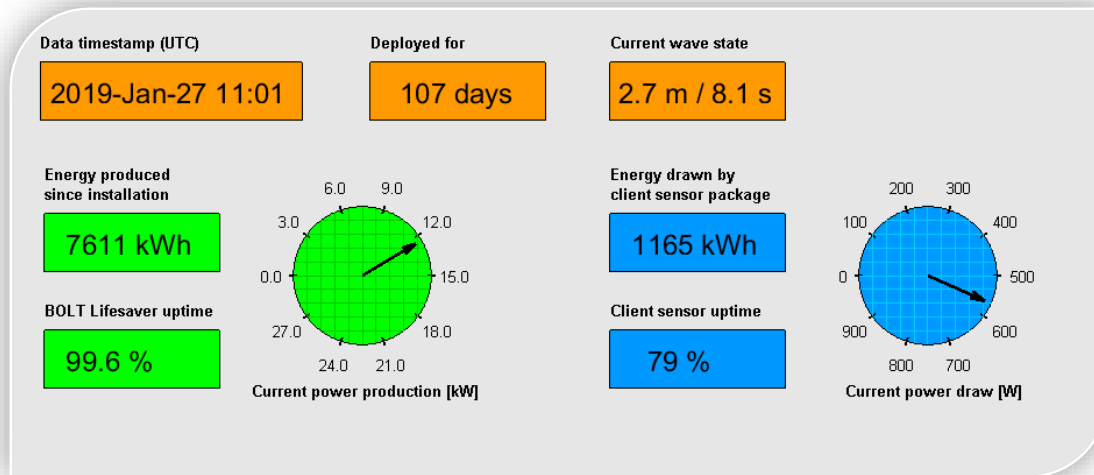 Data timestamp (UTC)
Deployed for
Current wave state
2019-Jan-27 11:01
107 days
2.7 m / 8.1 s
Energy produced
since installation
7611 kWh
BOLT Lifesaver uptime
99.6 %
6.0
9.0
3.0
12.0
0.0
15.0
27.0
18.0
24.0
21.0
Current power production [kW]
Energy drawn by
client sensor package
1165 kWh
Client sensor uptime
79 %
200
300
100
400
0
500
900
600
800
700
Current power draw [W]